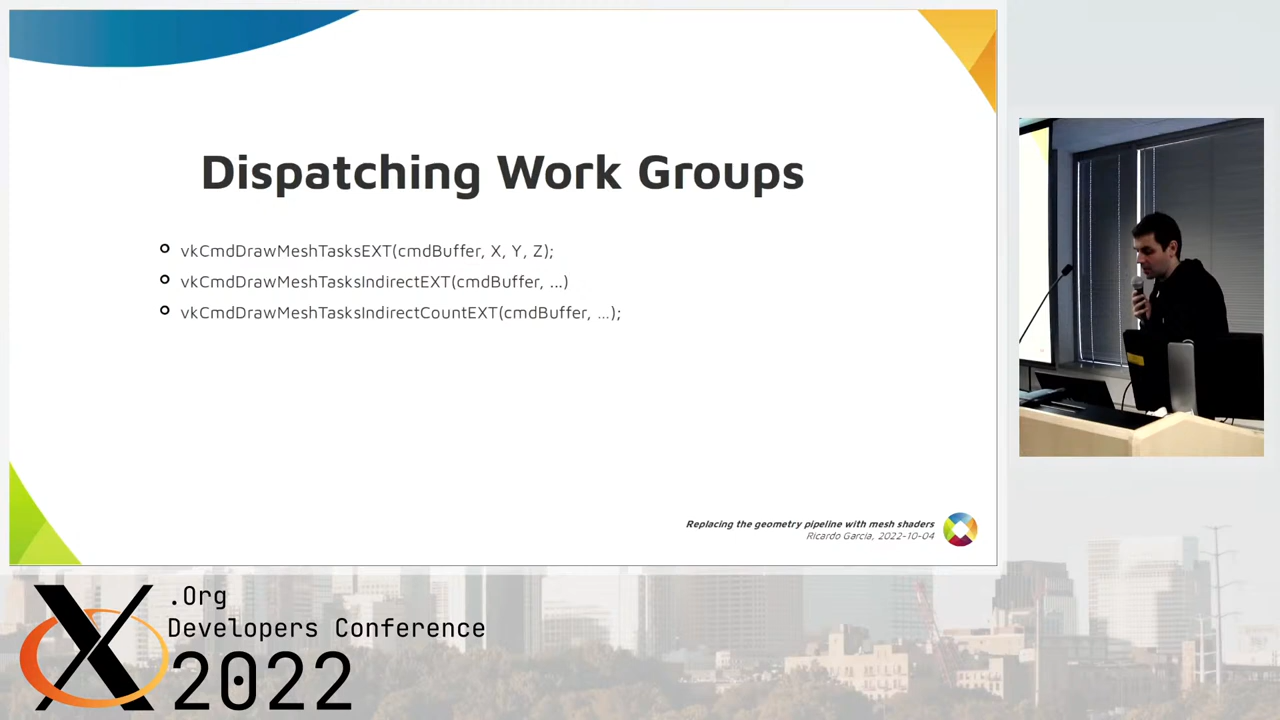 Dispatching Work Groups
vkCmdDrawMeshTasksEXT(cmdBuffer, X, Y, Z);
vkCmdDrawMeshTasksIndirectEXT(cmdBuffer, ...)
vkCmdDrawMeshTasksIndirectCountEXT(cmdBuffer, ...);
Replacing the geometry pipeline with mesh shaders
Ricardo Garcia, 2022-10-04
X .Org
Developers Conference
2022